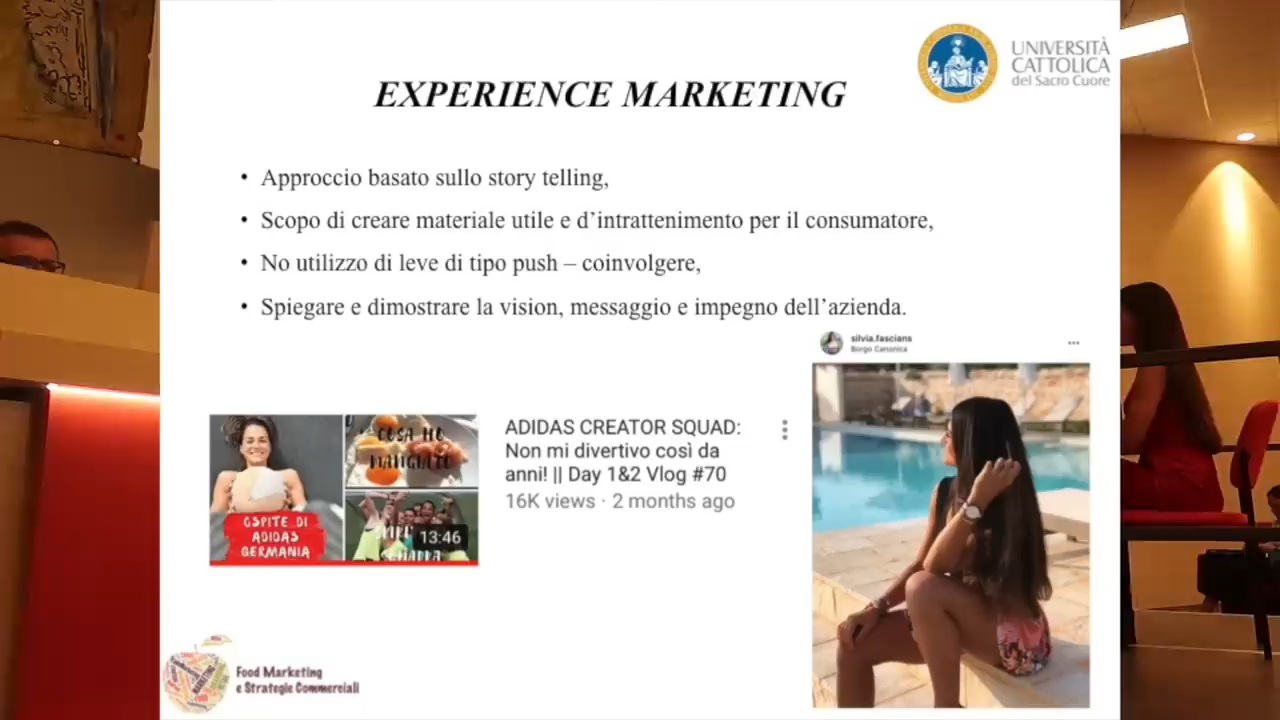 UNIVERSITÀ
CATTOLICA
del Sacro Cuore
EXPERIENCE MARKETING
• Approccio basato sullo story telling,
• Scopo di creare materiale utile e d’intrattenimento per il consumatore,
• No utilizzo di leve di tipo push – coinvolgere,
• Spiegare e dimostrare la vision, messaggio e impegno dell’azienda.
silvia.fascians
Borgo Canonica
COSA HO
MANGIATO
OSPITE DI
ADIDAS
GERMANIA
13:46
ADIDAS CREATOR SQUAD:
Non mi divertivo così da
anni! || Day 1&2 Vlog #70
16K views · 2 months ago
Food Marketing
e Strategie Commerciali